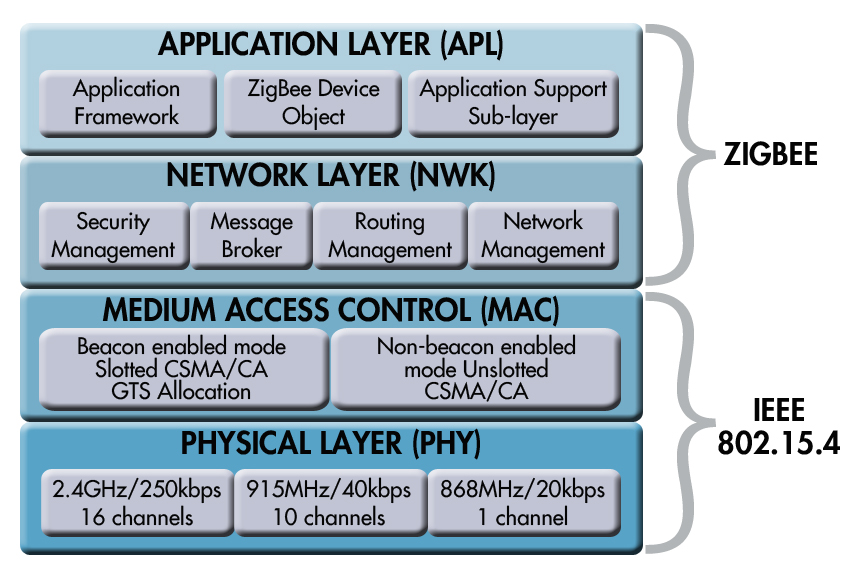 APPLICATION LAYER (APL)
Application
Framework
ZigBee Device
Object
Application Support
Sub-layer
ZIGBEE
NETWORK LAYER (NWK)
Security
Management
Message
Broker
Routing
Management
Network
Management
MEDIUM ACCESS CONTROL (MAC)
Beacon enabled mode
Slotted CSMA/CA
GTS Allocation
Non-beacon enabled
mode Unslotted
CSMA/CA
IEEE
802.15.4
PHYSICAL LAYER (PHY)
2.4GHz/250kbps
16 channels
915MHz/40kbps
10 channels
868MHz/20kbps
1 channel